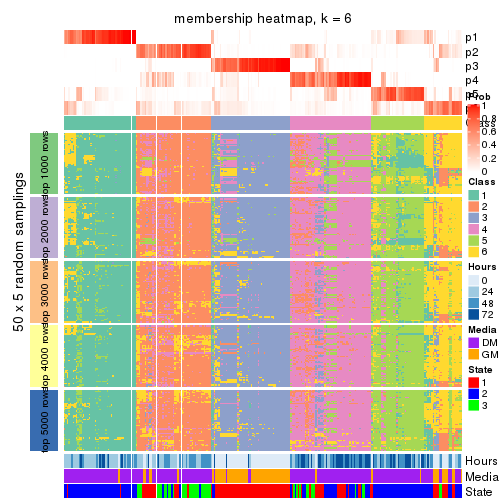 membership heatmap, k = 6
p1
p2
p3
p4
Prob
1
0.8
0.6
0.4
0.2
0
Class
1
2
3
4
5
6
Hours
0
24
48
72
Media
DM
GM
State
1
2
3
50 x 5 random samplings
top 1000 rows
top 2000 rows
top 3000 rows
top 4000 rows
top 5000 rows
Hours
Media
State